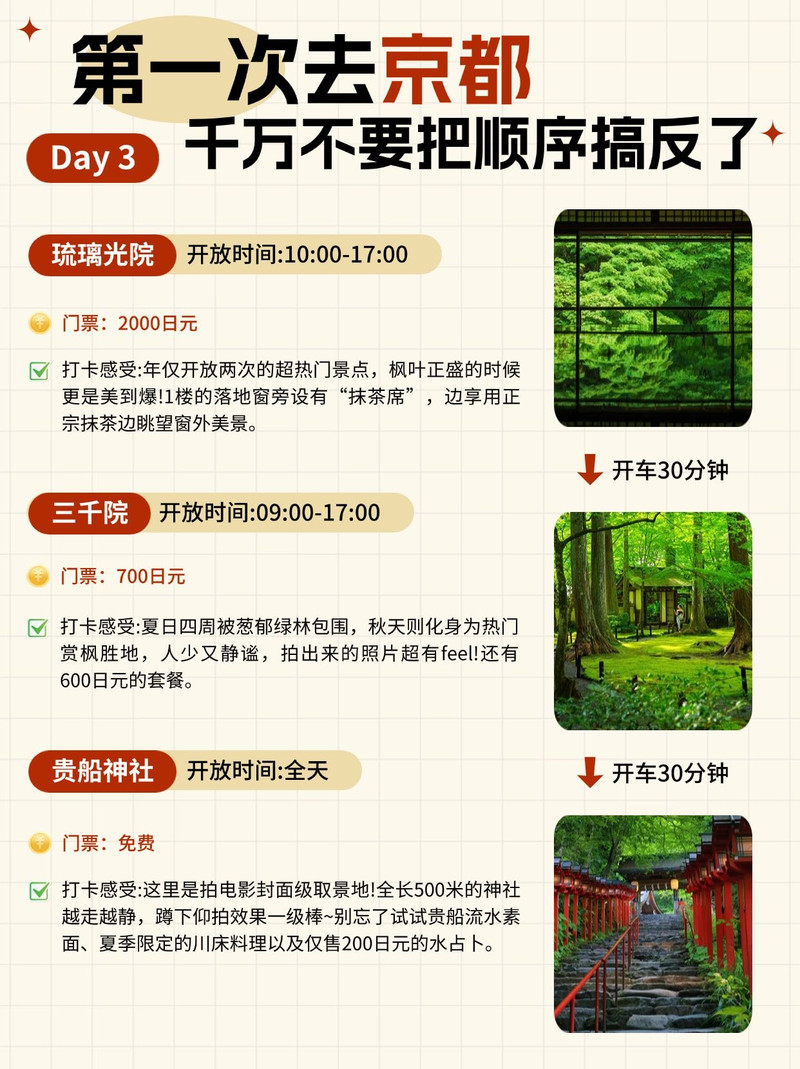 第一次去京都
千万不要把顺序搞反了
Day 3
琉璃光院
开放时间:10:00-17:00
门票：2000日元
打卡感受:年仅开放两次的超热门景点，枫叶正盛的时候
更是美到爆!1楼的落地窗旁设有“抹茶席”，边享用正
宗抹茶边眺望窗外美景。
开车30分钟
三千院
开放时间:09:00-17:00
门票：700日元
打卡感受:夏日四周被葱郁绿林包围，秋天则化身为热门
赏枫胜地，人少又静谧，拍出来的照片超有feel!还有
600日元的套餐。
开车30分钟
贵船神社
开放时间:全天
门票：免费
打卡感受:这里是拍电影封面级取景地!全长500米的神社
越走越静，蹲下仰拍效果一级棒~别忘了试试贵船流水素
面、夏季限定的川床料理以及仅售200日元的水占卜。